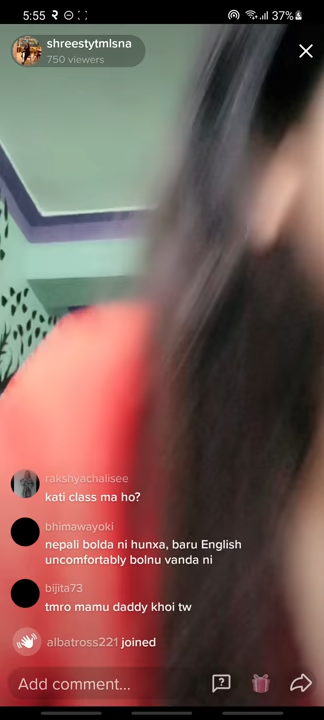 5:55
37%
shreestytmlsna
750 viewers
rakshyachalisee
kati class ma ho?
bhimawayoki
nepali bolda ni hunxa, baru English
uncomfortably bolnu vanda ni
bijita73
tmro mamu daddy khoi tw
albatross221 joined
Add comment...